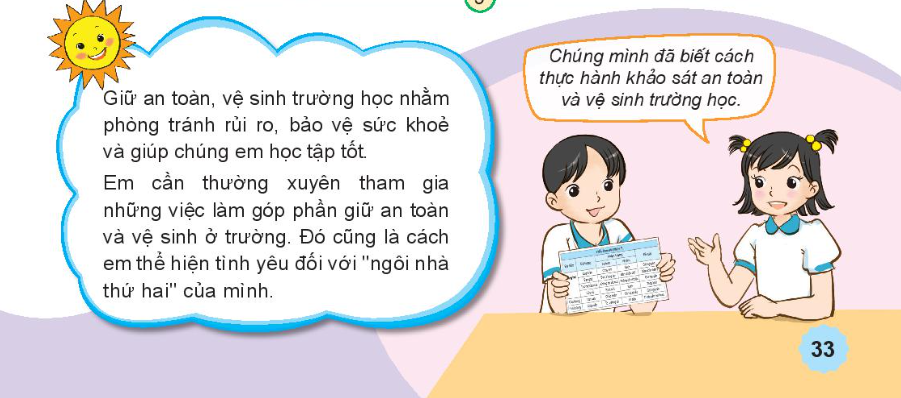 Giữ an toàn, vệ sinh trường học nhằm
phòng tránh rủi ro, bảo vệ sức khoẻ
và giúp chúng em học tập tốt.
Em cần thường xuyên tham gia
những việc làm góp phần giữ an toàn
và vệ sinh ở trường. Đó cũng là cách
em thể hiện tình yêu đối với "ngôi nhà
thứ hai" của mình.
Chúng mình đã biết cách
thực hành khảo sát an toàn
và vệ sinh trường học.
33